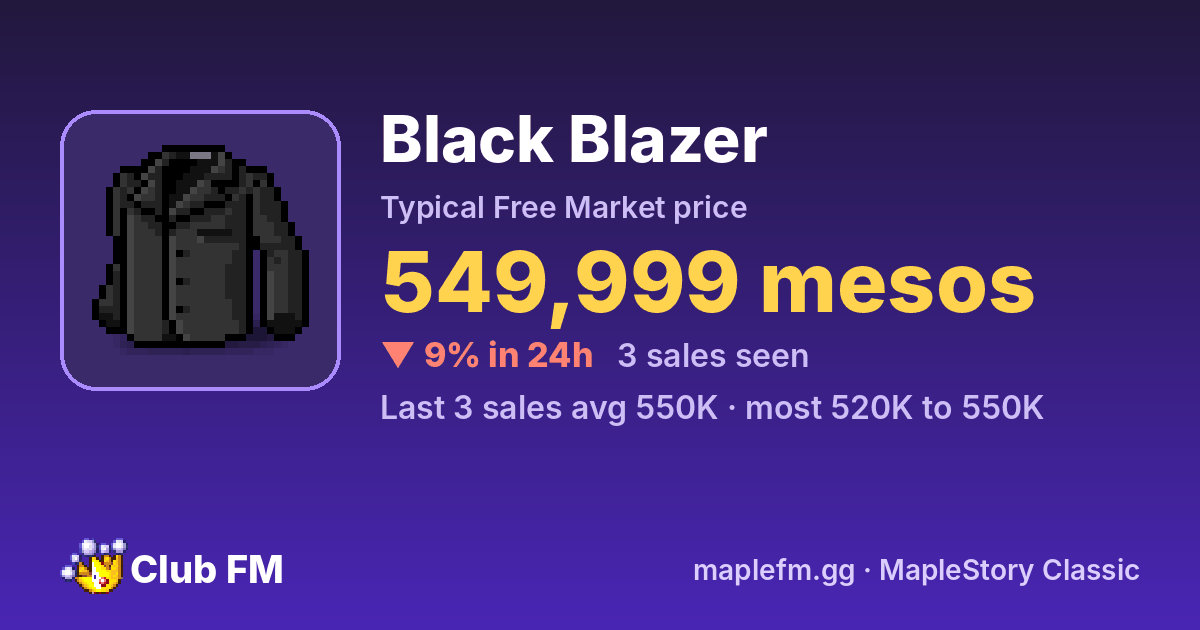 Black Blazer
Typical Free Market price
549,999 mesos
▼ 9% in 24h 3 sales seen
Last 3 sales avg 550K · most 520K to 550K
Club FM
maplefm.gg · MapleStory Classic